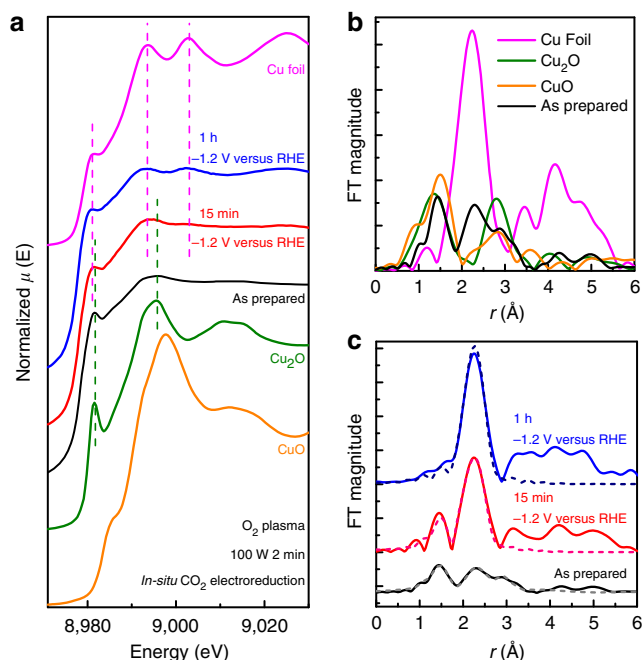 a
Normalized μ (E)
Cu foil
1 h
–1.2 V versus RHE
15 min
–1.2 V versus RHE
As prepared
Cu₂O
CuO
O₂ plasma
100 W 2 min
In-situ CO₂ electroreduction
8,980 9,000 9,020
Energy (eV)
b
FT magnitude
Cu Foil
Cu₂O
CuO
As prepared
0 1 2 3 4 5 6
r (Å)
c
FT magnitude
1 h
–1.2 V versus RHE
15 min
–1.2 V versus RHE
As prepared
0 1 2 3 4 5 6
r (Å)